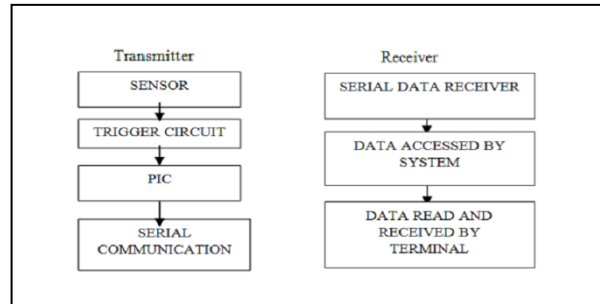 Transmitter
SENSOR
TRIGGER CIRCUIT
PIC
SERIAL
COMMUNICATION
Receiver
SERIAL DATA RECEIVER
DATA ACCESSED BY
SYSTEM
DATA READ AND
RECEIVED BY
TERMINAL